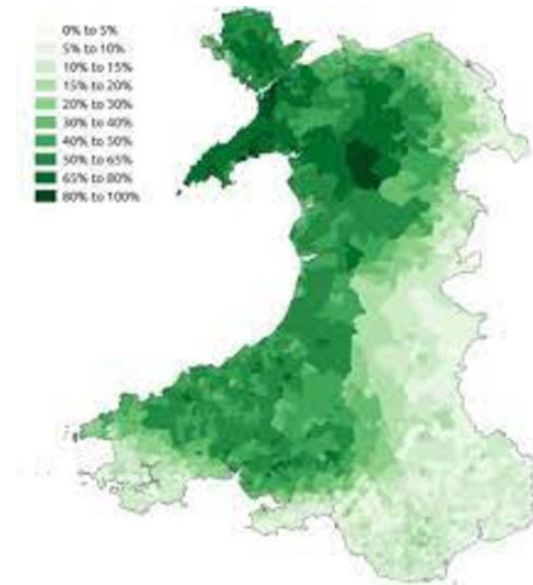 0% to 5%
5% to 10%
10% to 15%
15% to 20%
20% to 30%
30% to 40%
40% to 50%
50% to 65%
65% to 80%
80% to 100%